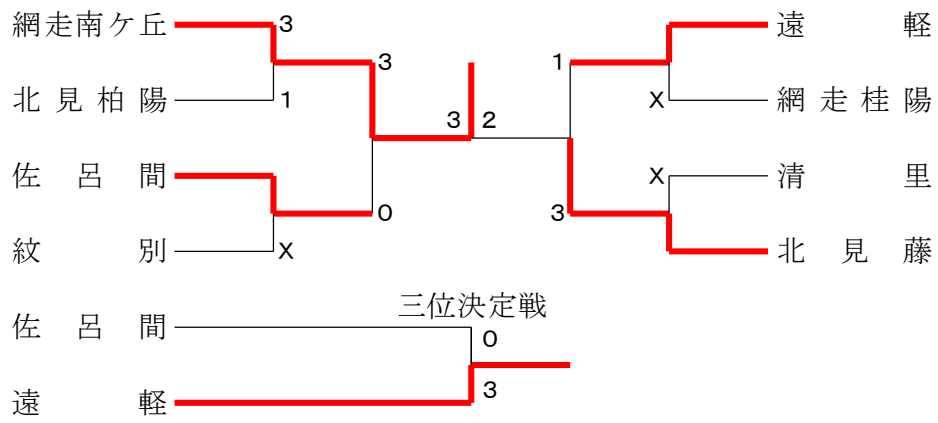 網走南ケ丘 3 遠軽
3 1
北見柏陽 1 X 網走桂陽
3 2
佐呂間 X 清里
0 3
紋別 X 北見藤
三位決定戦
佐呂間 0
3
遠軽